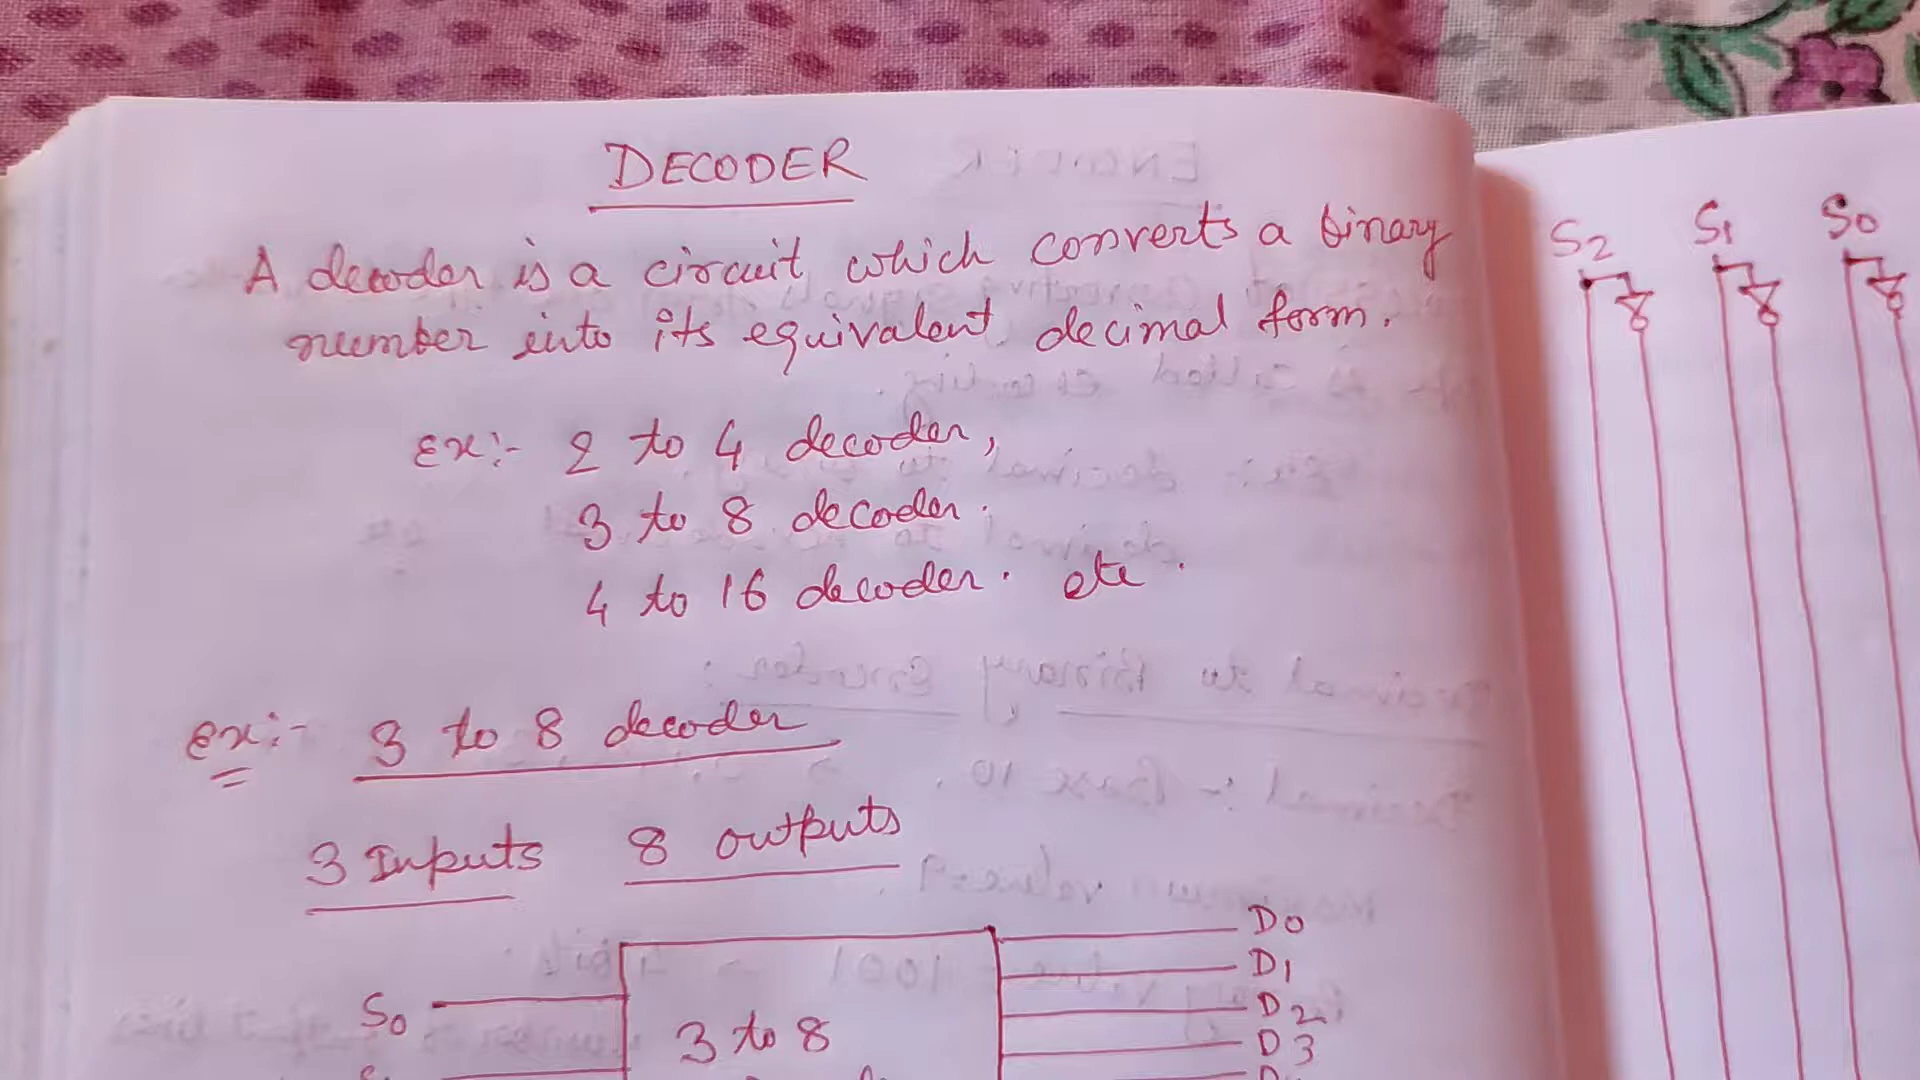 DECODER
A decoder is a circuit which converts a binary
number into its equivalent decimal form.
Ex:- 2 to 4 decoder,
3 to 8 decoder.
4 to 16 decoder. etc.
Ex:- 3 to 8 decoder
3 Inputs 8 outputs
D0
D1
D2
D3
S0
3 to 8
S2 S1 S0